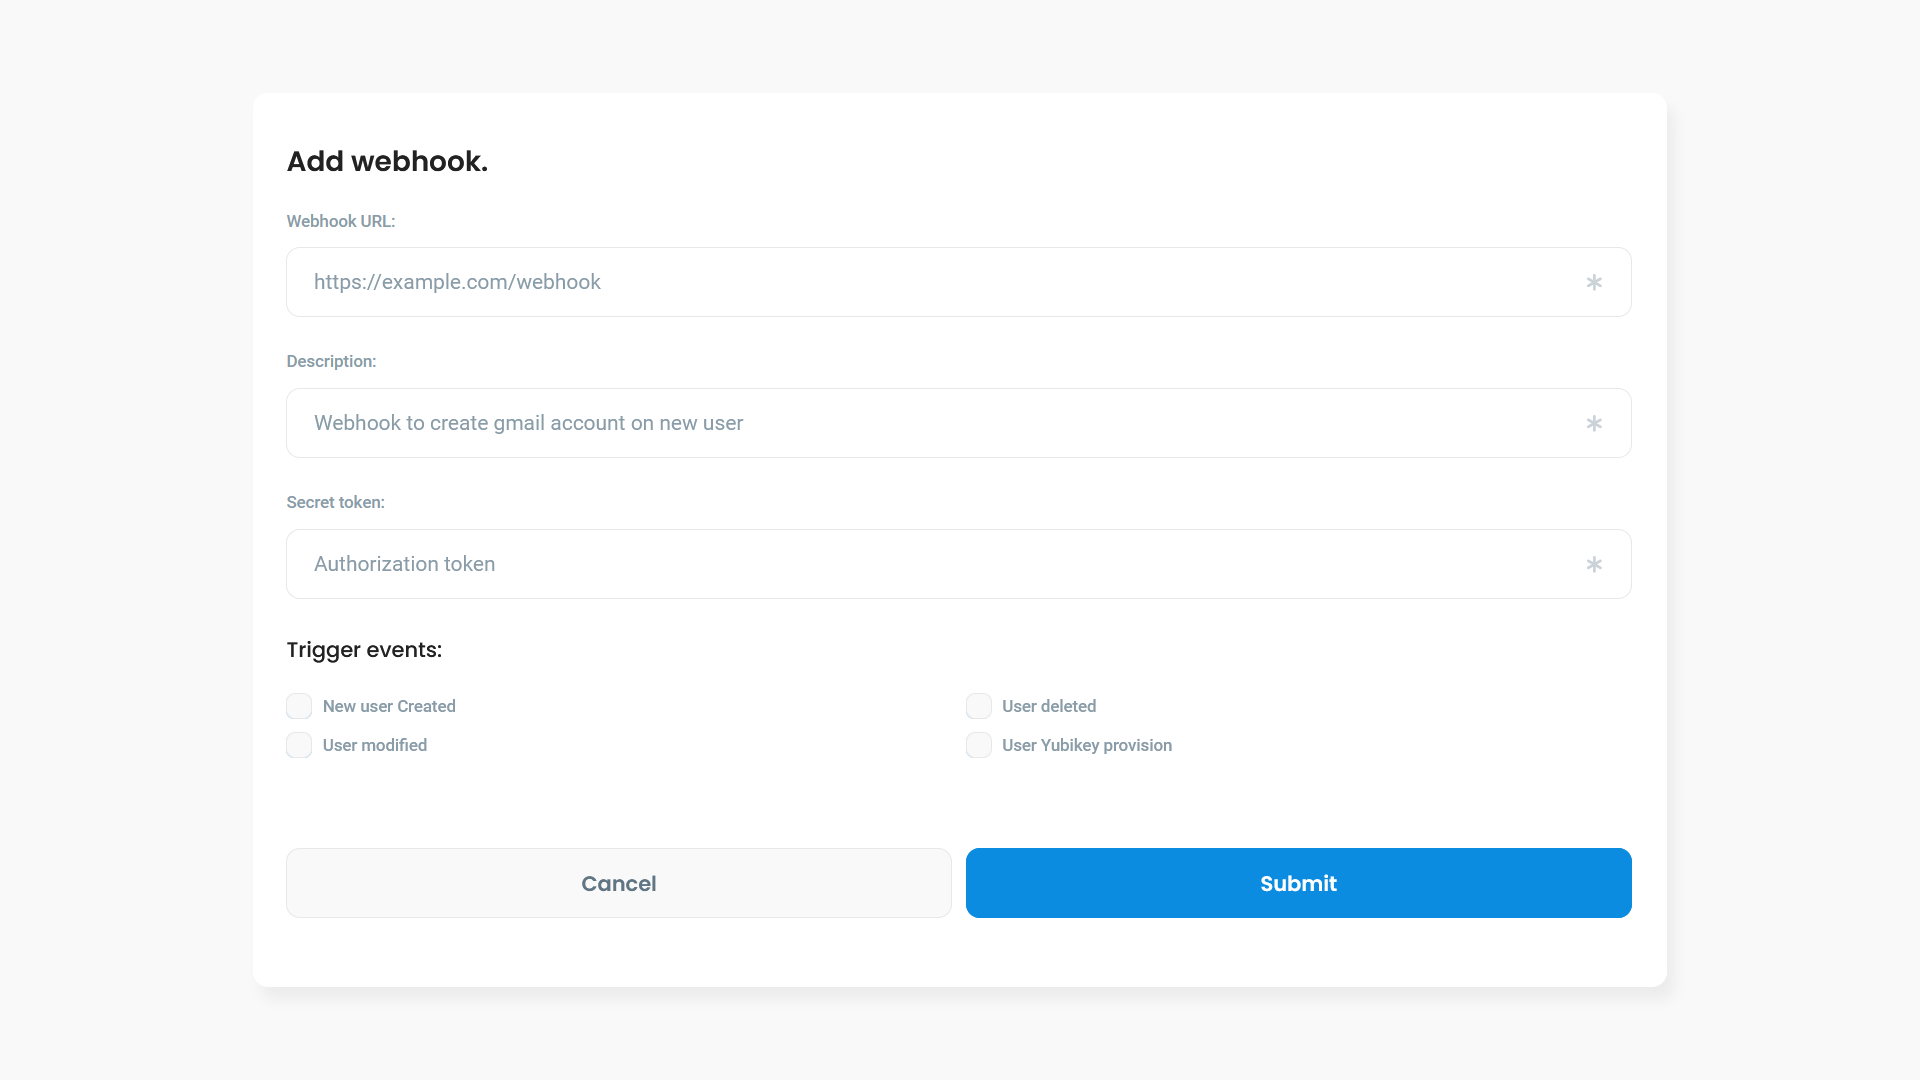 Add webhook.
Webhook URL:
https://example.com/webhook *
Description:
Webhook to create gmail account on new user *
Secret token:
Authorization token *
Trigger events:
New user Created
User deleted
User modified
User Yubikey provision
Cancel
Submit